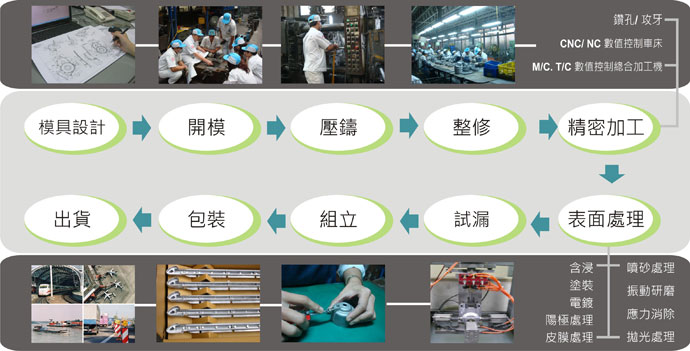 鑽孔/ 攻牙
CNC/ NC 數值控制車床
M/C. T/C 數值控制綜合加工機
模具設計
開模
壓鑄
整修
精密加工
出貨
包裝
組立
試漏
表面處理
含浸
塗裝
電鍍
陽極處理
皮膜處理
噴砂處理
振動研磨
應力消除
拋光處理